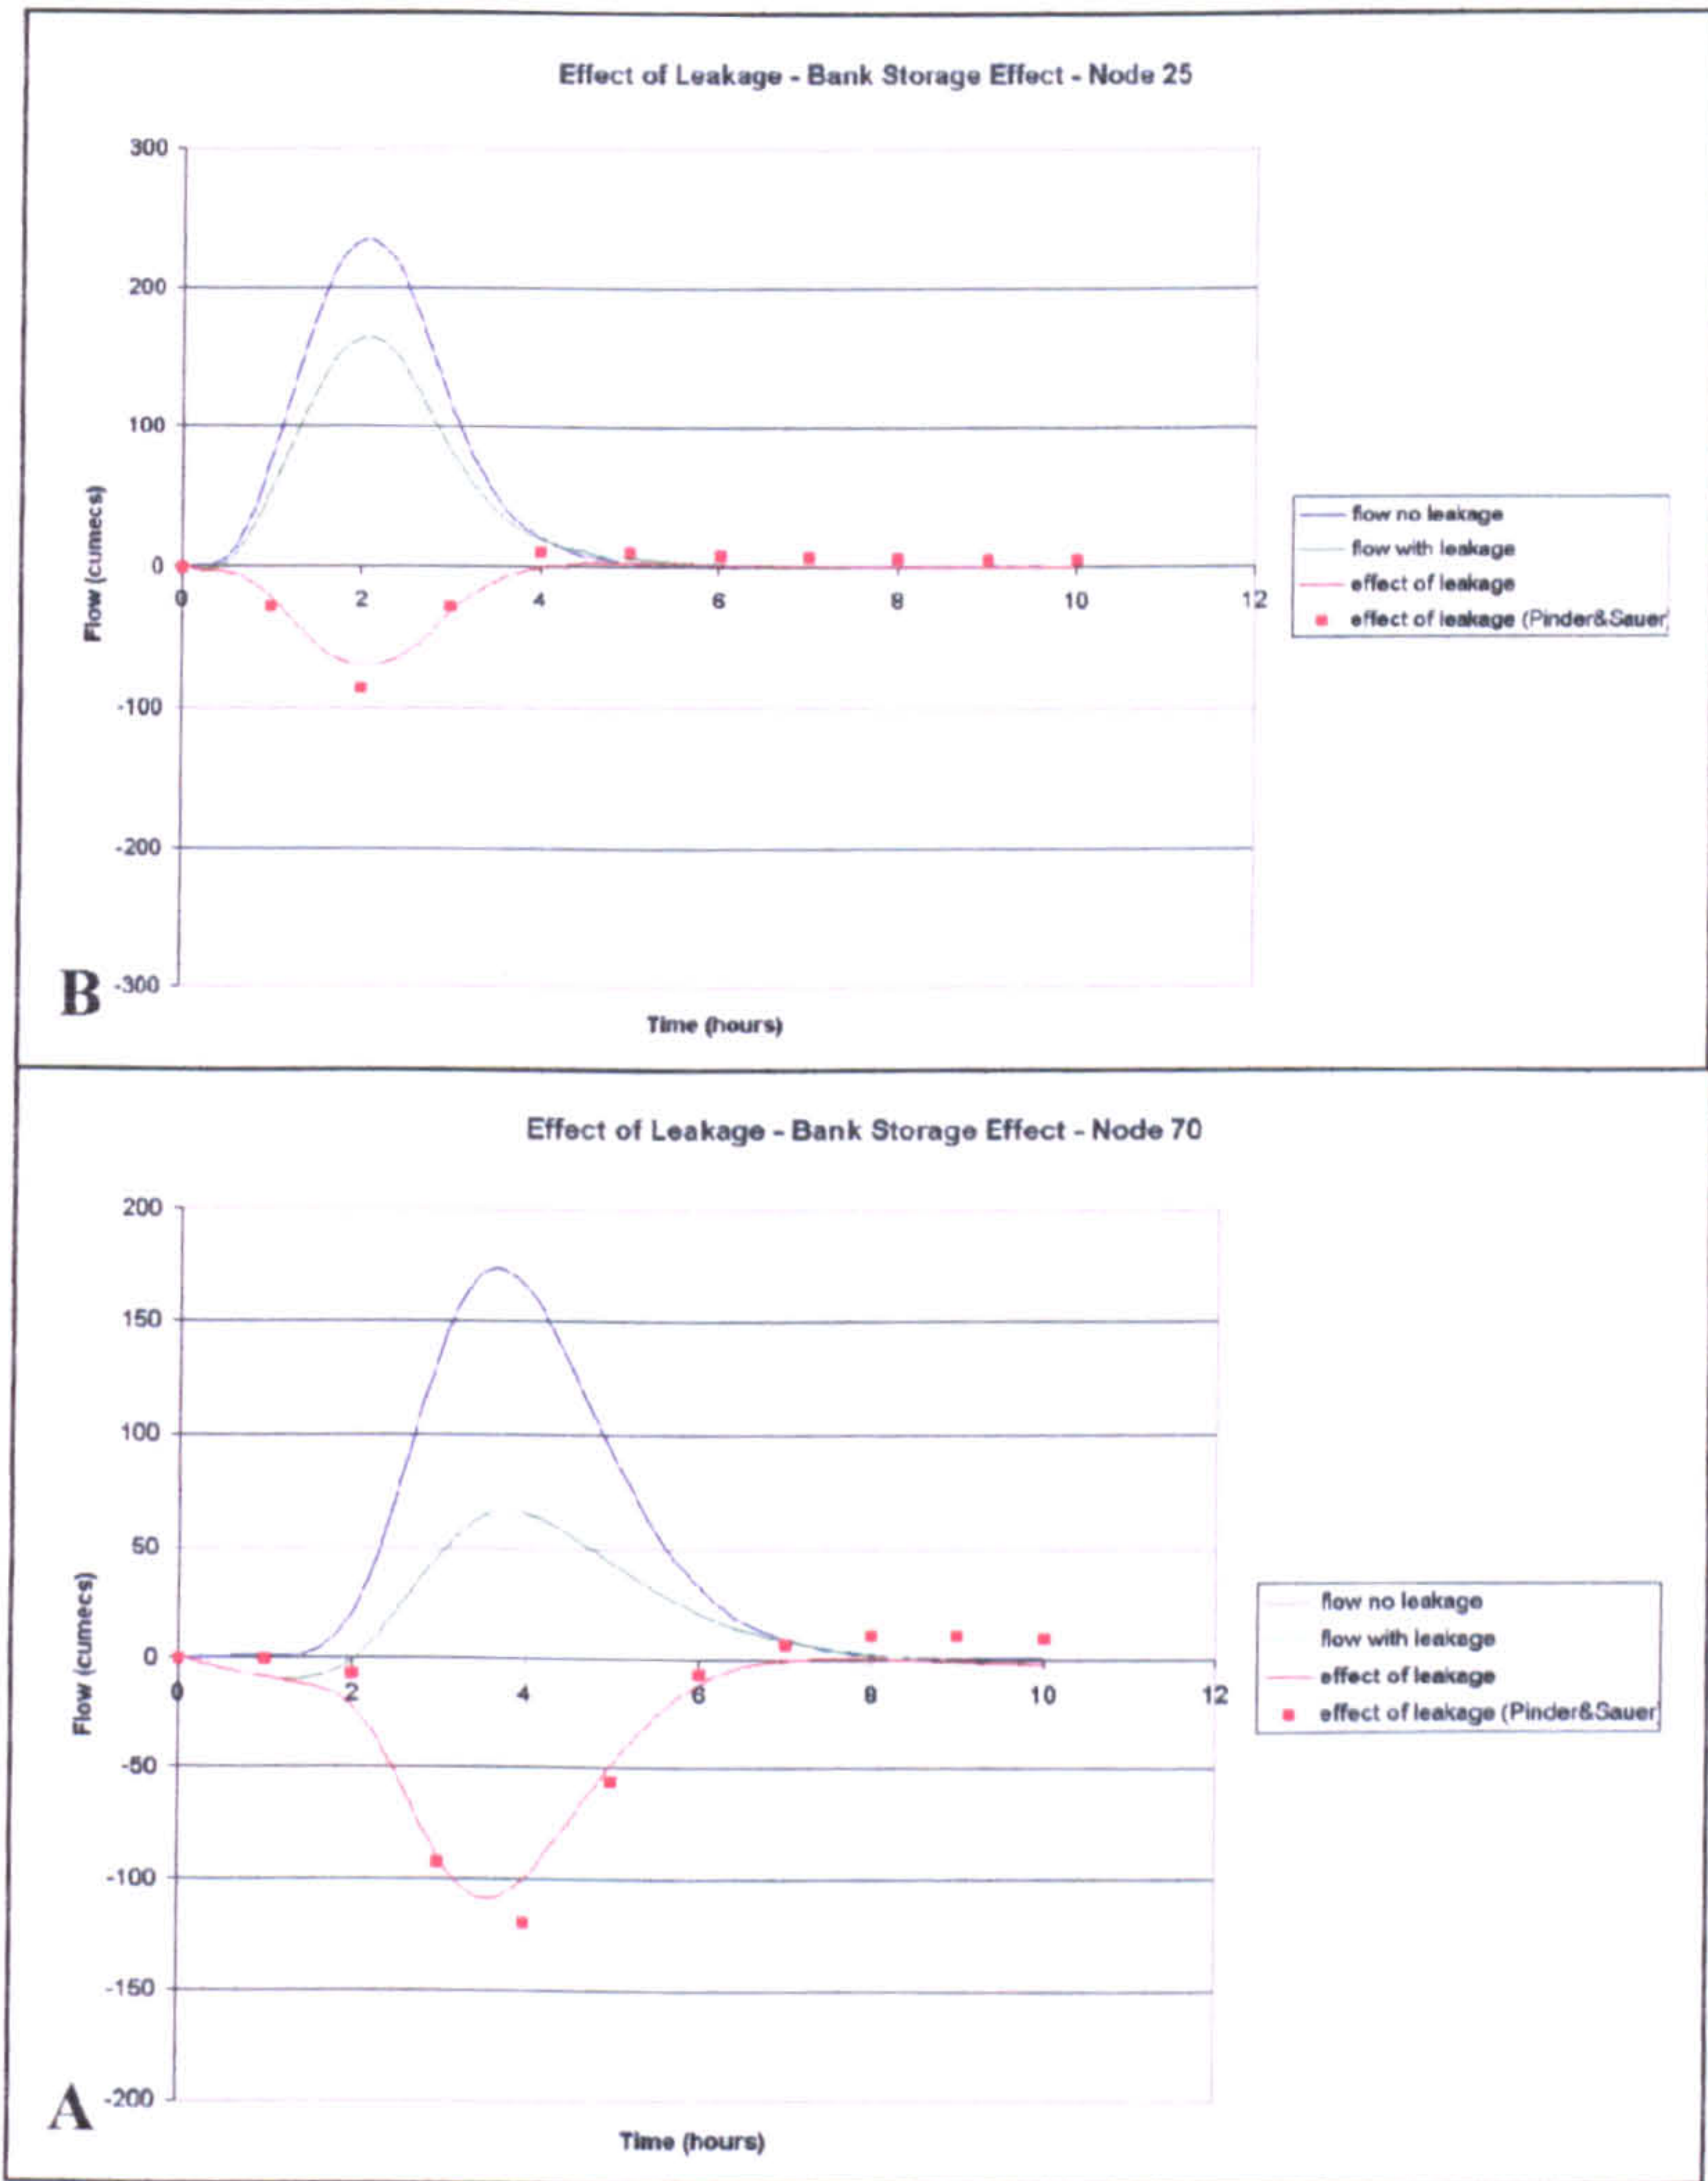 Effect of Leakage - Bank Storage Effect - Node 25
300
200
100
0
-100
-200
-300
0 2 4 6 8 10 12
Flow (cumecs)
Time (hours)
flow no leakage
flow with leakage
effect of leakage
effect of leakage (Pinder&Sauer)
B
Effect of Leakage - Bank Storage Effect - Node 70
200
150
100
50
0
-50
-100
-150
-200
0 2 4 6 8 10 12
Flow (cumecs)
Time (hours)
flow no leakage
flow with leakage
effect of leakage
effect of leakage (Pinder&Sauer)
A